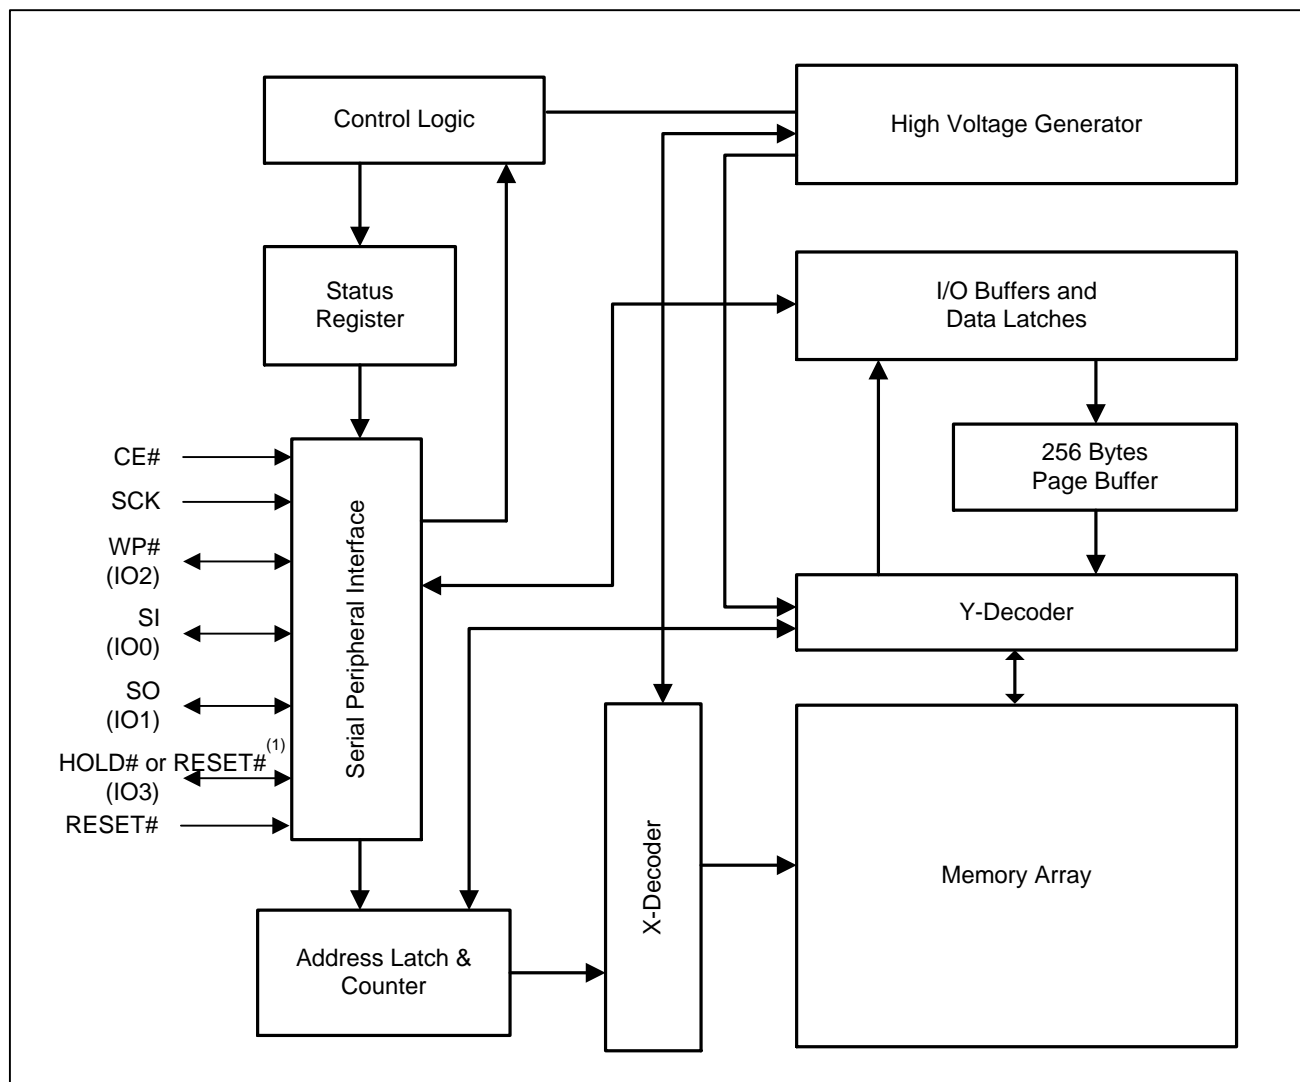 Control Logic
High Voltage Generator
Status
Register
I/O Buffers and
Data Latches
256 Bytes
Page Buffer
CE#
SCK
WP#
(IO2)
SI
(IO0)
SO
(IO1)
HOLD# or RESET#(1)
(IO3)
RESET#
Serial Peripheral Interface
Y-Decoder
X-Decoder
Memory Array
Address Latch &
Counter